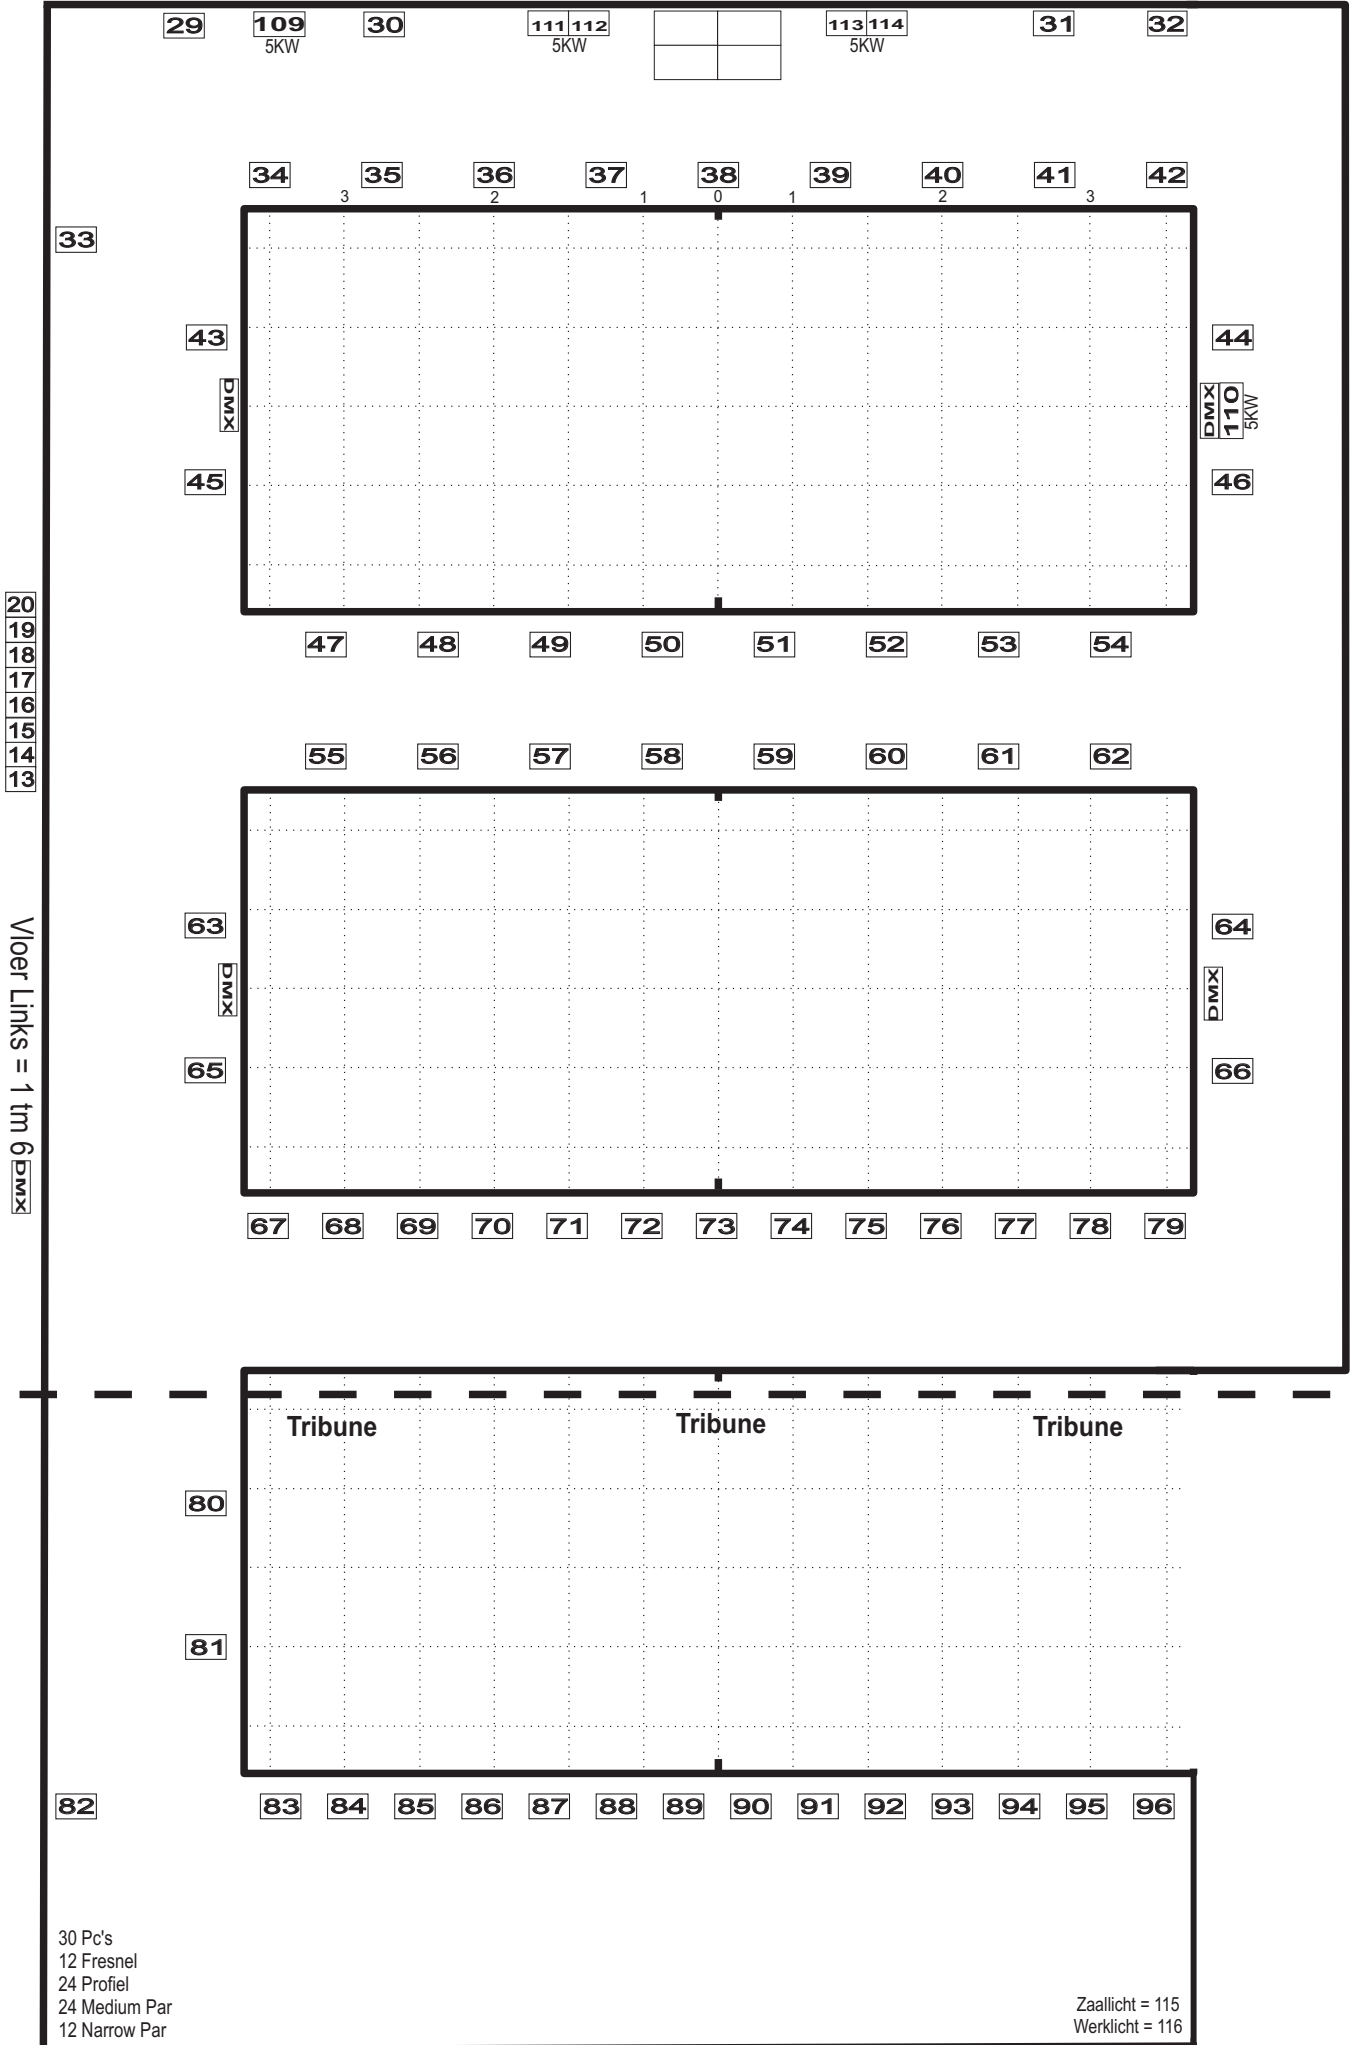 29 109 30 111 112 113 114 31 32
5KW 5KW 5KW
34 35 36 37 38 39 40 41 42
3 2 1 0 1 2 3
33
43 44
DMX DMX 110 5KW
45 46
20
19
18
17
16
15
14
13
47 48 49 50 51 52 53 54
55 56 57 58 59 60 61 62
63 64
DMX DMX
65 66
Vloer Links = 1 tm 6 DMX
67 68 69 70 71 72 73 74 75 76 77 78 79
Tribune Tribune Tribune
80
81
82 83 84 85 86 87 88 89 90 91 92 93 94 95 96
30 Pc's
12 Fresnel
24 Profiel
24 Medium Par
12 Narrow Par
Zaallicht = 115
Werklicht = 116